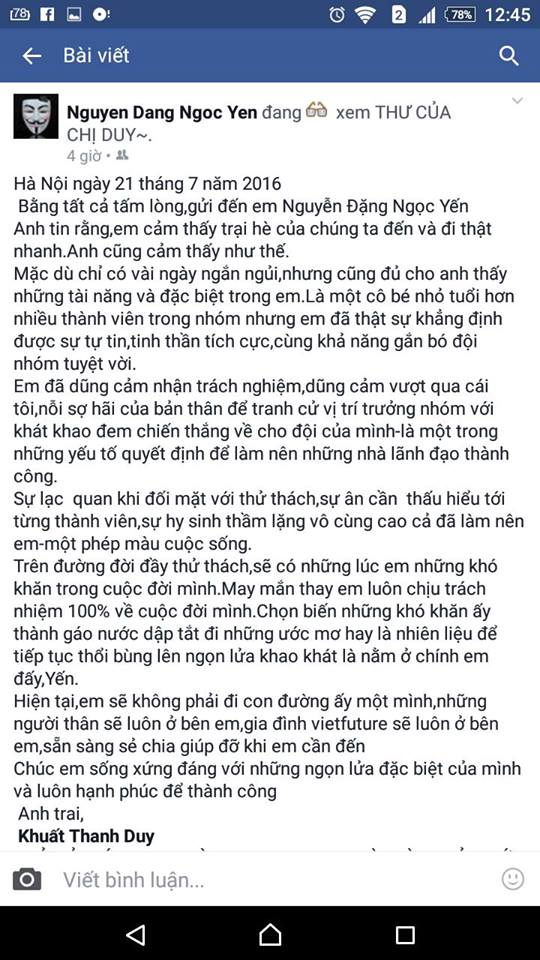 78 2 78% 12:45
Bài viết
Nguyen Dang Ngoc Yen đang xem THƯ CỦA
CHỊ DUY~.
4 giờ •
Hà Nội ngày 21 tháng 7 năm 2016
Bằng tất cả tấm lòng,gửi đến em Nguyễn Đặng Ngọc Yến
Anh tin rằng,em cảm thấy trại hè của chúng ta đến và đi thật
nhanh.Anh cũng cảm thấy như thế.
Mặc dù chỉ có vài ngày ngắn ngủi,nhưng cũng đủ cho anh thấy
những tài năng và đặc biệt trong em.Là một cô bé nhỏ tuổi hơn
nhiều thành viên trong nhóm nhưng em đã thật sự khẳng định
được sự tự tin,tinh thần tích cực,cùng khả năng gắn bó đội
nhóm tuyệt vời.
Em đã dũng cảm nhận trách nghiệm,dũng cảm vượt qua cái
tôi,nỗi sợ hãi của bản thân để tranh cử vị trí trưởng nhóm với
khát khao đem chiến thắng về cho đội của mình-là một trong
những yếu tố quyết định để làm nên những nhà lãnh đạo thành
công.
Sự lạc quan khi đối mặt với thử thách,sự ân cần thấu hiểu tới
từng thành viên,sự hy sinh thầm lặng vô cùng cao cả đã làm nên
em-một phép màu cuộc sống.
Trên đường đời đầy thử thách,sẽ có những lúc em những khó
khăn trong cuộc đời mình.May mắn thay em luôn chịu trách
nhiệm 100% về cuộc đời mình.Chọn biến những khó khăn ấy
thành gáo nước dập tắt đi những ước mơ hay là nhiên liệu để
tiếp tục thổi bùng lên ngọn lửa khao khát là nằm ở chính em
đấy,Yến.
Hiện tại,em sẽ không phải đi con đường ấy một mình,những
người thân sẽ luôn ở bên em,gia đình vietfuture sẽ luôn ở bên
em,sẵn sàng sẻ chia giúp đỡ khi em cần đến
Chúc em sống xứng đáng với những ngọn lửa đặc biệt của mình
và luôn hạnh phúc để thành công
Anh trai,
Khuất Thanh Duy
Viết bình luận...